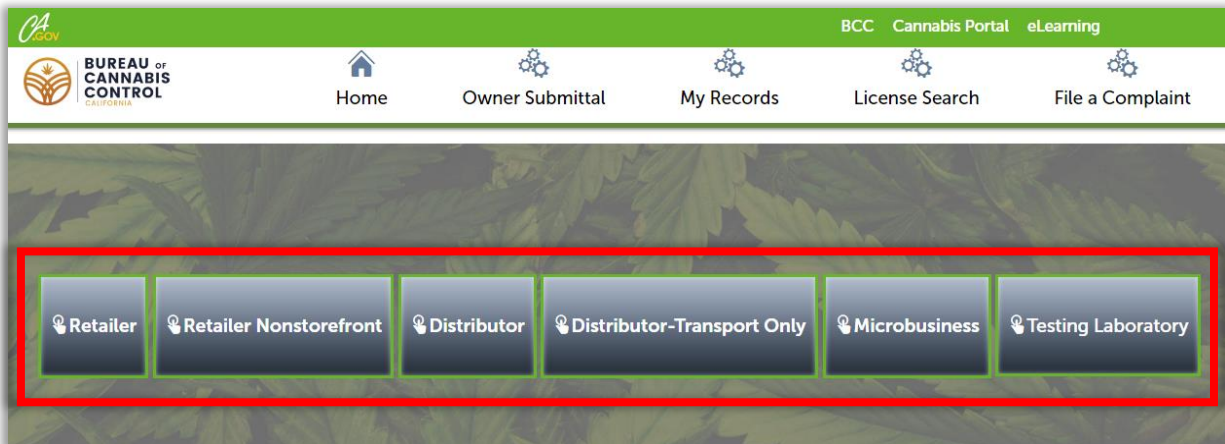 CA.GOV
BCC Cannabis Portal eLearning
BUREAU OF
CANNABIS
CONTROL
CALIFORNIA
Home Owner Submittal My Records License Search File a Complaint
Retailer Retailer Nonstorefront Distributor Distributor-Transport Only Microbusiness Testing Laboratory